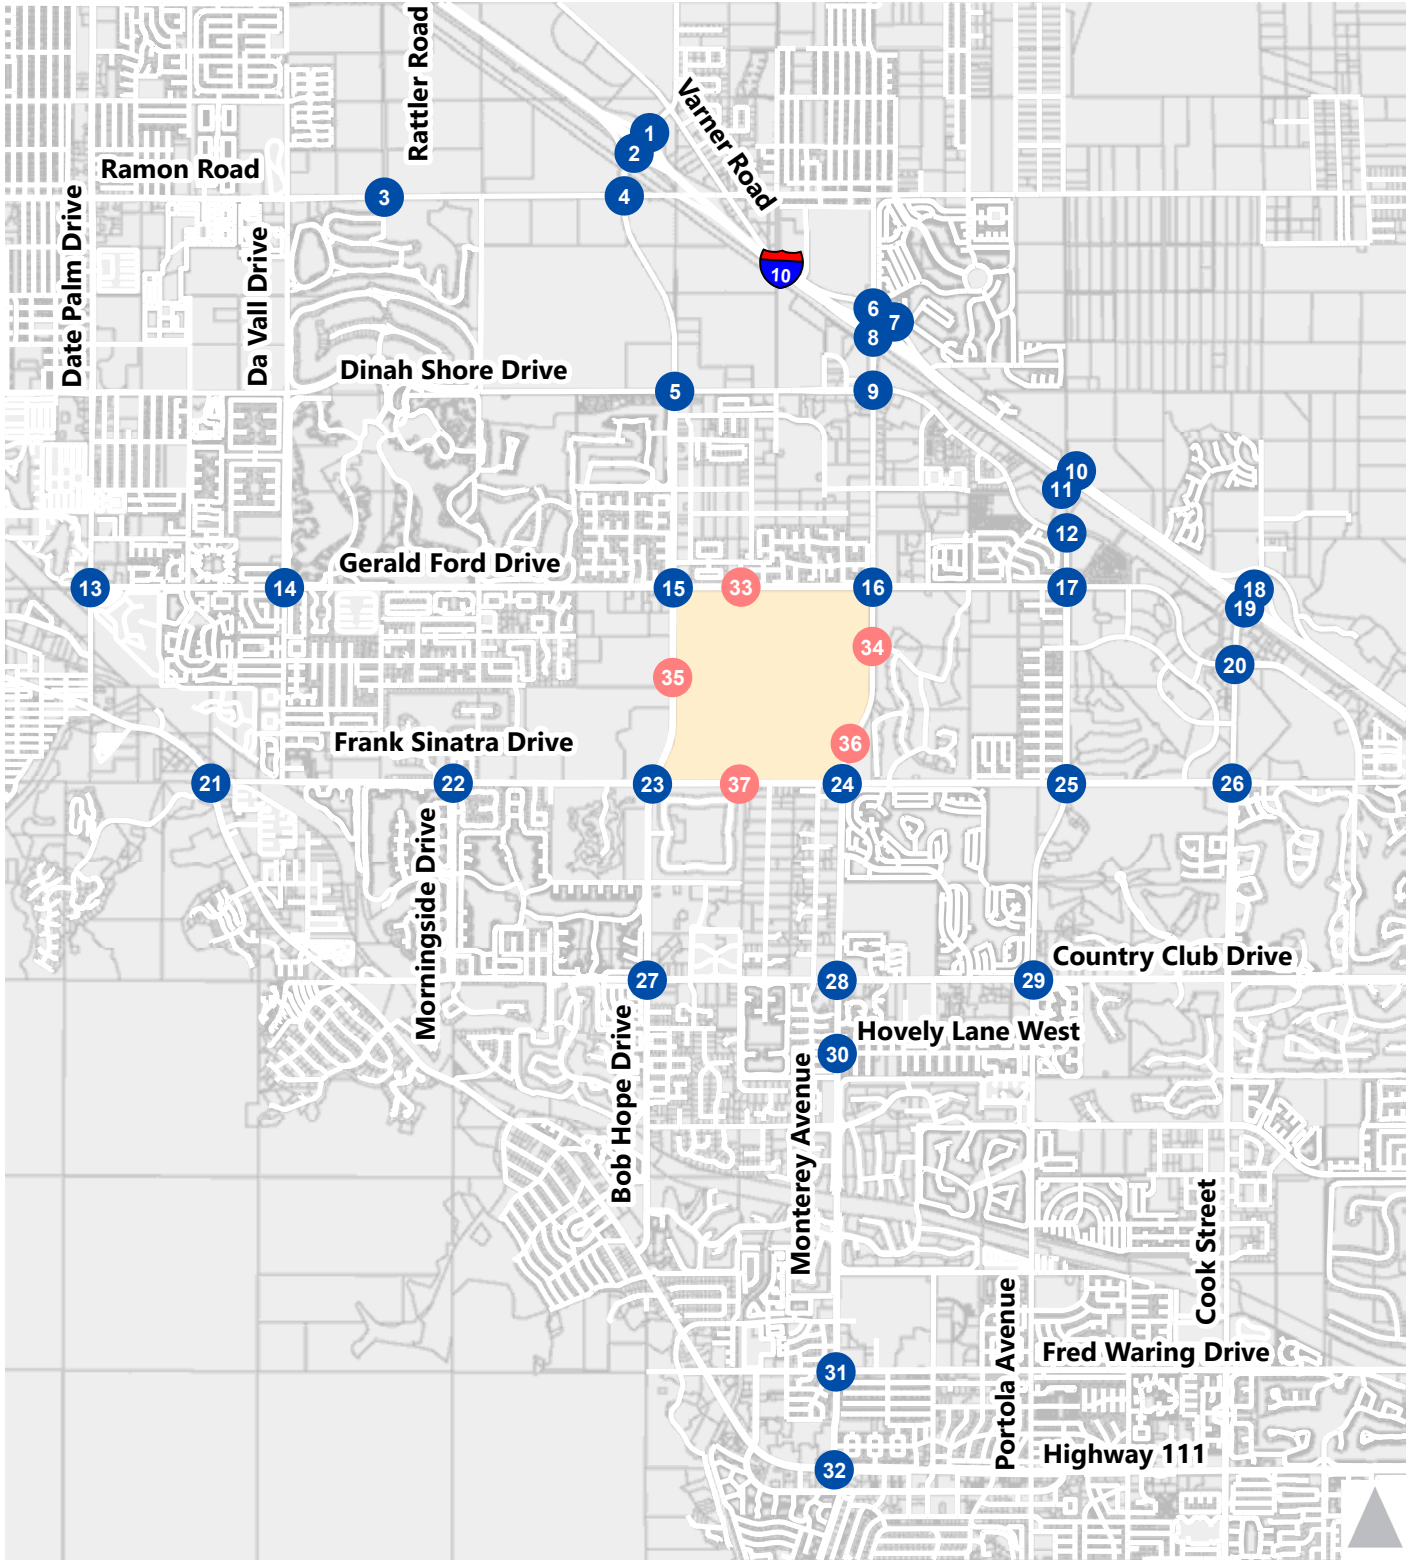 Rattler Road
Varner Road
1
2
Ramon Road
3
4
Date Palm Drive
Da Vall Drive
10
6
7
8
Dinah Shore Drive
5
9
10
11
12
Gerald Ford Drive
13
14
15
33
16
17
18
19
34
20
35
Frank Sinatra Drive
36
21
22
23
37
24
25
26
Morningside Drive
Country Club Drive
27
28
29
Bob Hope Drive
Hovely Lane West
30
Monterey Avenue
Cook Street
Portola Avenue
Fred Waring Drive
31
Highway 111
32